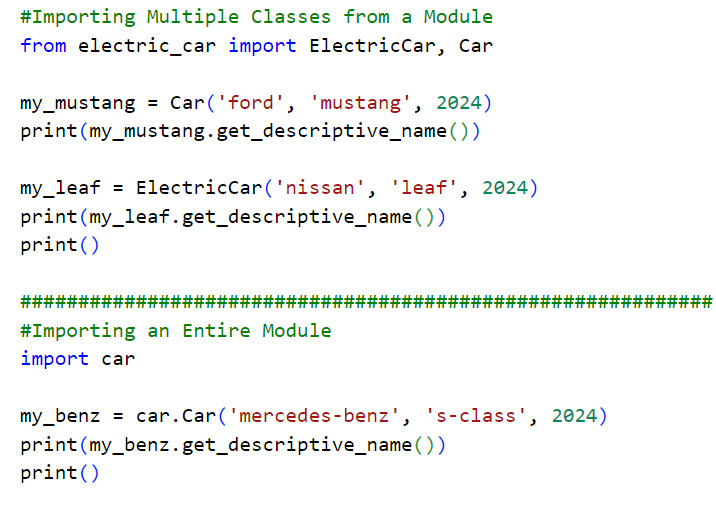 #Importing Multiple Classes from a Module
from electric_car import ElectricCar, Car
my_mustang = Car('ford', 'mustang', 2024)
print(my_mustang.get_descriptive_name())
my_leaf = ElectricCar('nissan', 'leaf', 2024)
print(my_leaf.get_descriptive_name())
print()
############################################################
#Importing an Entire Module
import car
my_benz = car.Car('mercedes-benz', 's-class', 2024)
print(my_benz.get_descriptive_name())
print()